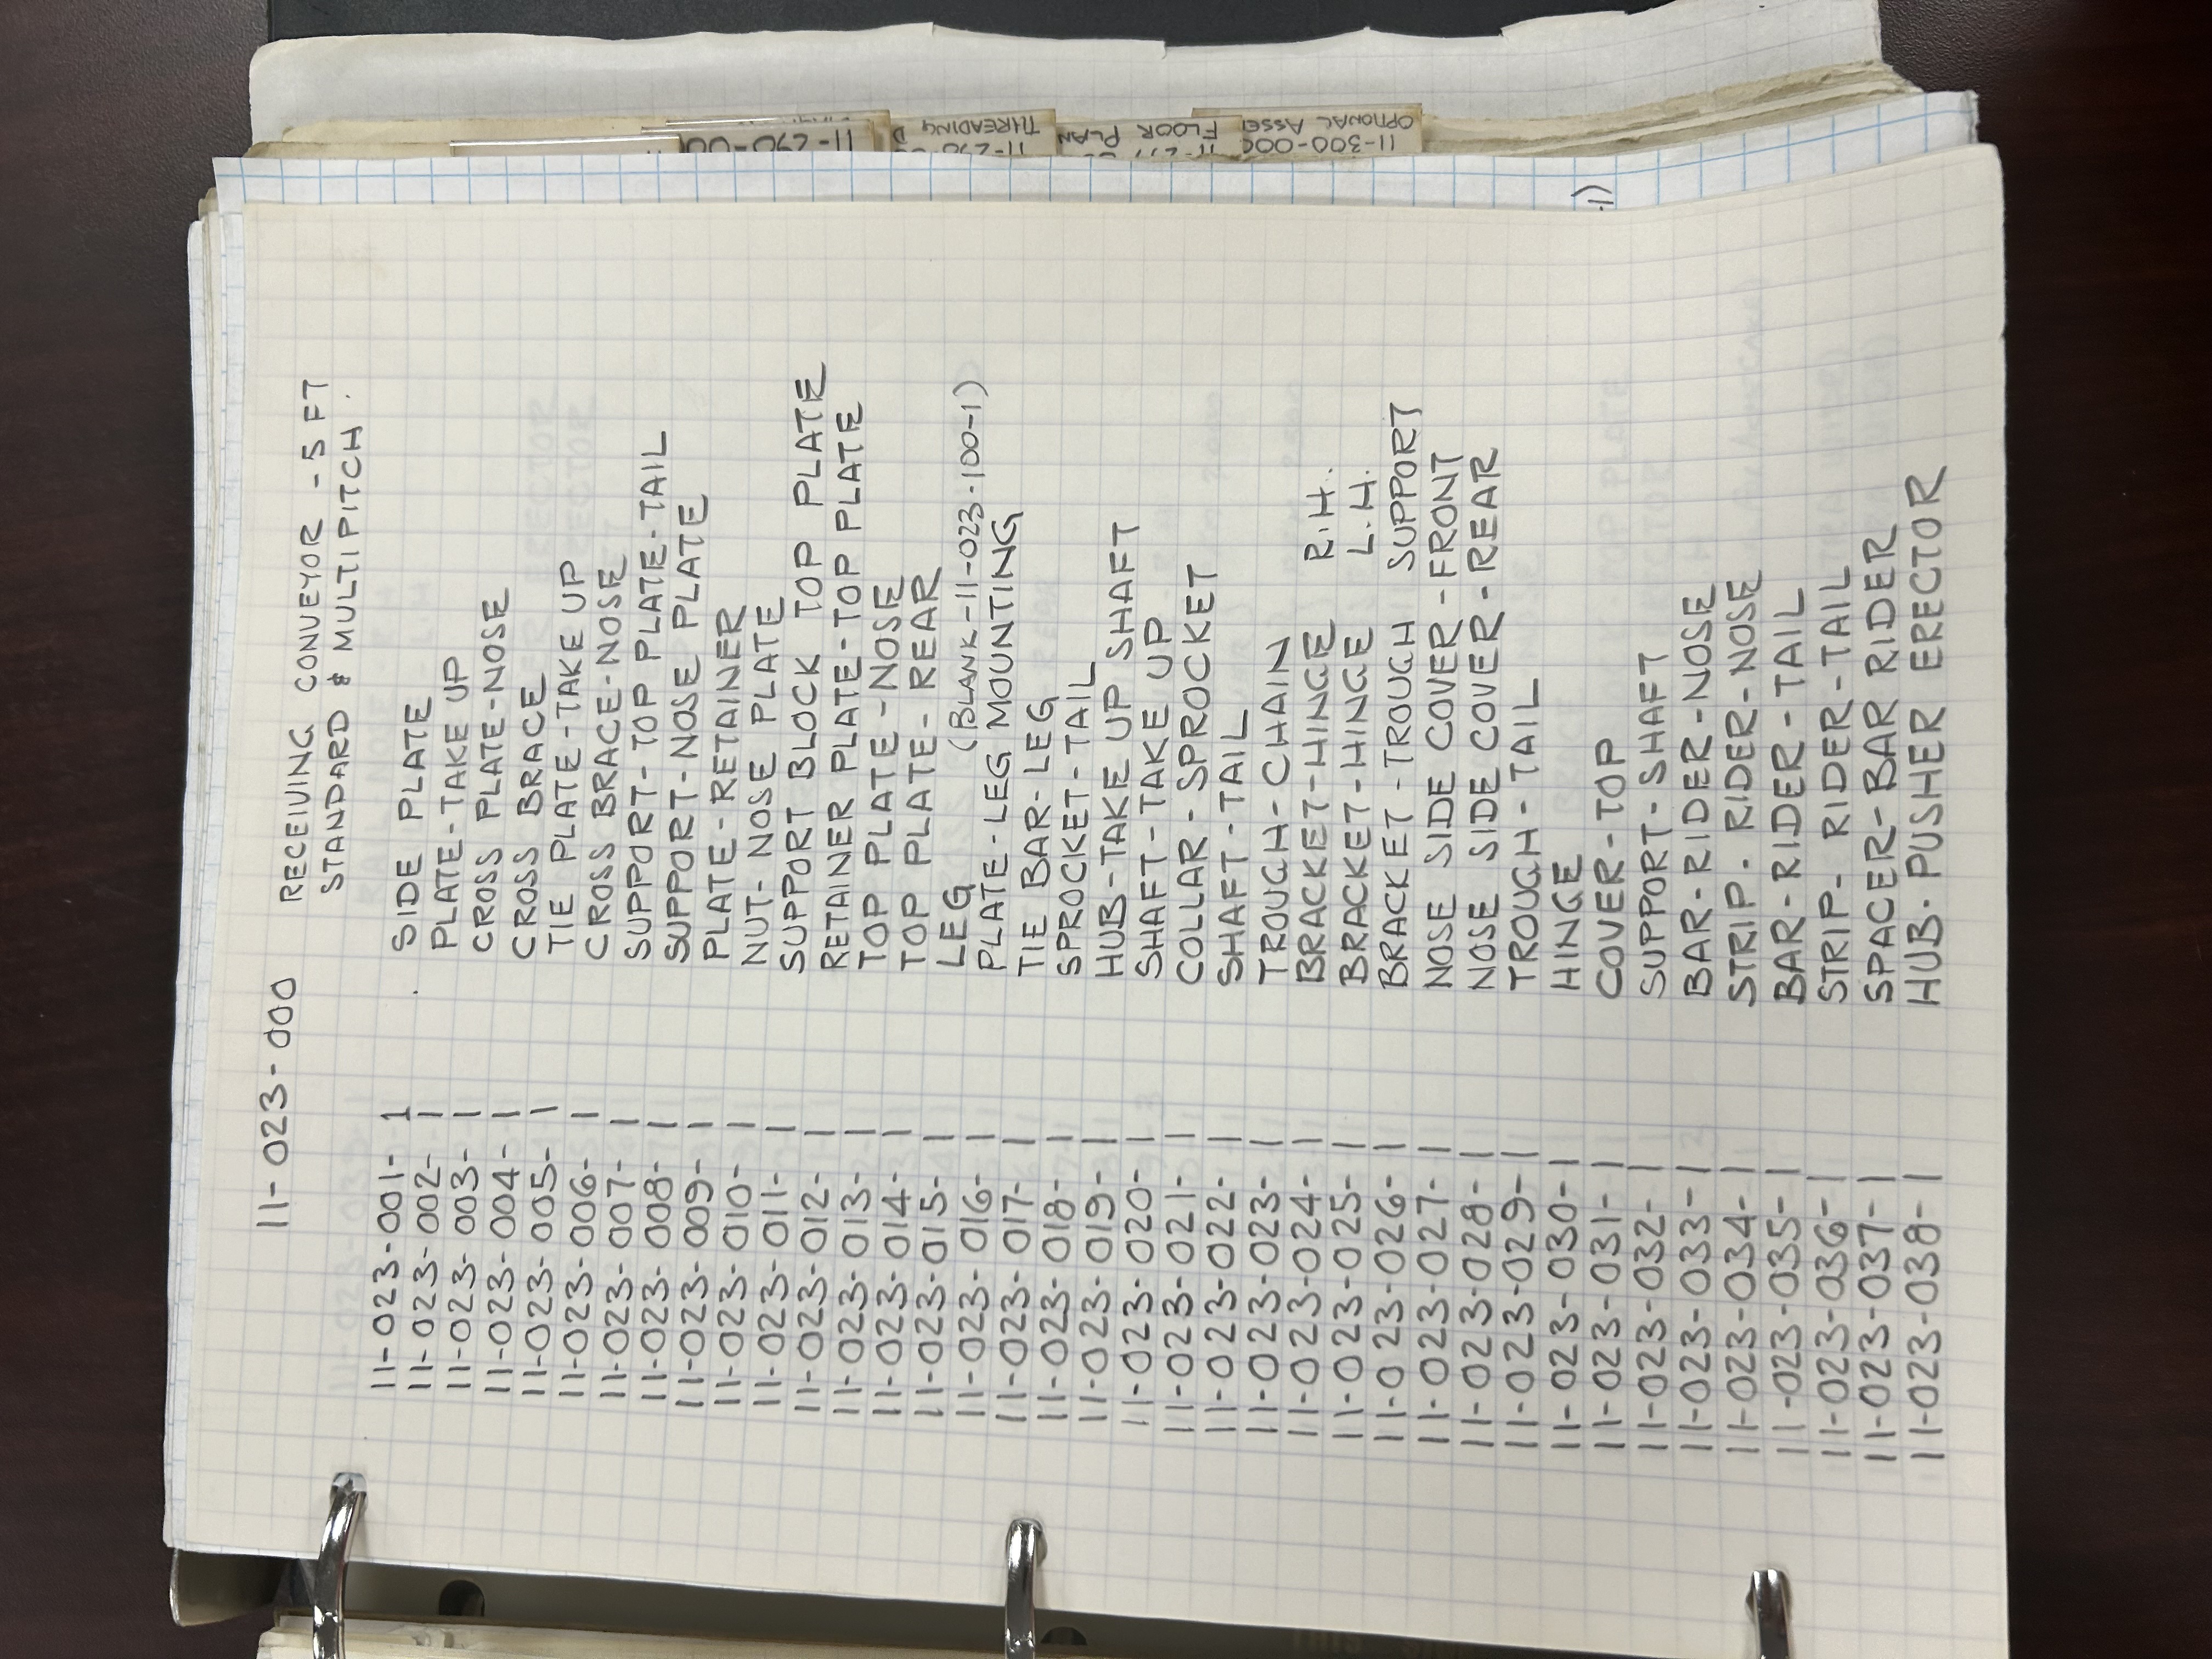 11-023-000 RECEIVING CONVEYOR - 5 FT
STANDARD & MULTIPITCH
11-023-001-1 SIDE PLATE
11-023-002-1 PLATE-TAKE UP
11-023-003-1 CROSS PLATE-NOSE
11-023-004-1 CROSS BRACE
11-023-005-1 TIE PLATE-TAKE UP
11-023-006-1 CROSS BRACE-NOSE
11-023-007-1 SUPPORT-TOP PLATE-TAIL
11-023-008-1 SUPPORT-NOSE PLATE
11-023-009-1 PLATE-RETAINER
11-023-010-1 NUT-NOSE PLATE
11-023-011-1 SUPPORT BLOCK TOP PLATE
11-023-012-1 RETAINER PLATE-TOP PLATE
11-023-013-1 TOP PLATE-NOSE
11-023-014-1 TOP PLATE-REAR
11-023-015-1 LEG (BLANK-11-023-100-1)
11-023-016-1 PLATE-LEG MOUNTING
11-023-017-1 TIE BAR-LEG
11-023-018-1 SPROCKET-TAIL
11-023-019-1 HUB-TAKE UP SHAFT
11-023-020-1 SHAFT-TAKE UP
11-023-021-1 COLLAR-SPROCKET
11-023-022-1 SHAFT-TAIL
11-023-023-1 TROUGH-CHAIN
11-023-024-1 BRACKET-HINGE R.H.
11-023-025-1 BRACKET-HINGE L.H.
11-023-026-1 BRACKET-TROUGH SUPPORT
11-023-027-1 NOSE SIDE COVER-FRONT
11-023-028-1 NOSE SIDE COVER-REAR
11-023-029-1 TROUGH-TAIL
11-023-030-1 HINGE
11-023-031-1 COVER-TOP
11-023-032-1 SUPPORT-SHAFT
11-023-033-1 BAR-RIDER-NOSE
11-023-034-1 STRIP-RIDER-NOSE
11-023-035-1 BAR-RIDER-TAIL
11-023-036-1 STRIP-RIDER-TAIL
11-023-037-1 SPACER-BAR RIDER
11-023-038-1 HUB-PUSHER ERECTOR
-1)
THREADING
FLOOR PLAN
11-300-000
OPTIONAL